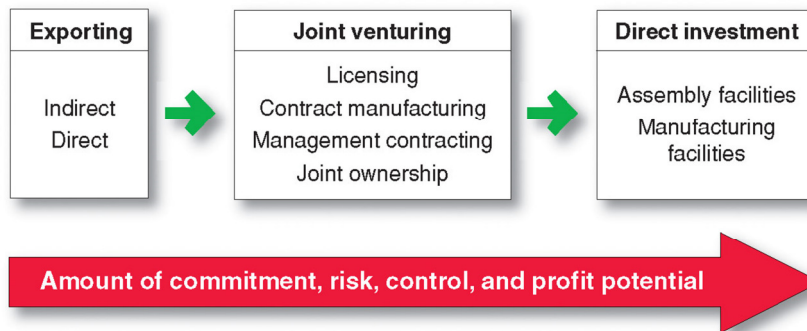 Exporting
Indirect
Direct
Joint venturing
Licensing
Contract manufacturing
Management contracting
Joint ownership
Direct investment
Assembly facilities
Manufacturing
facilities
Amount of commitment, risk, control, and profit potential